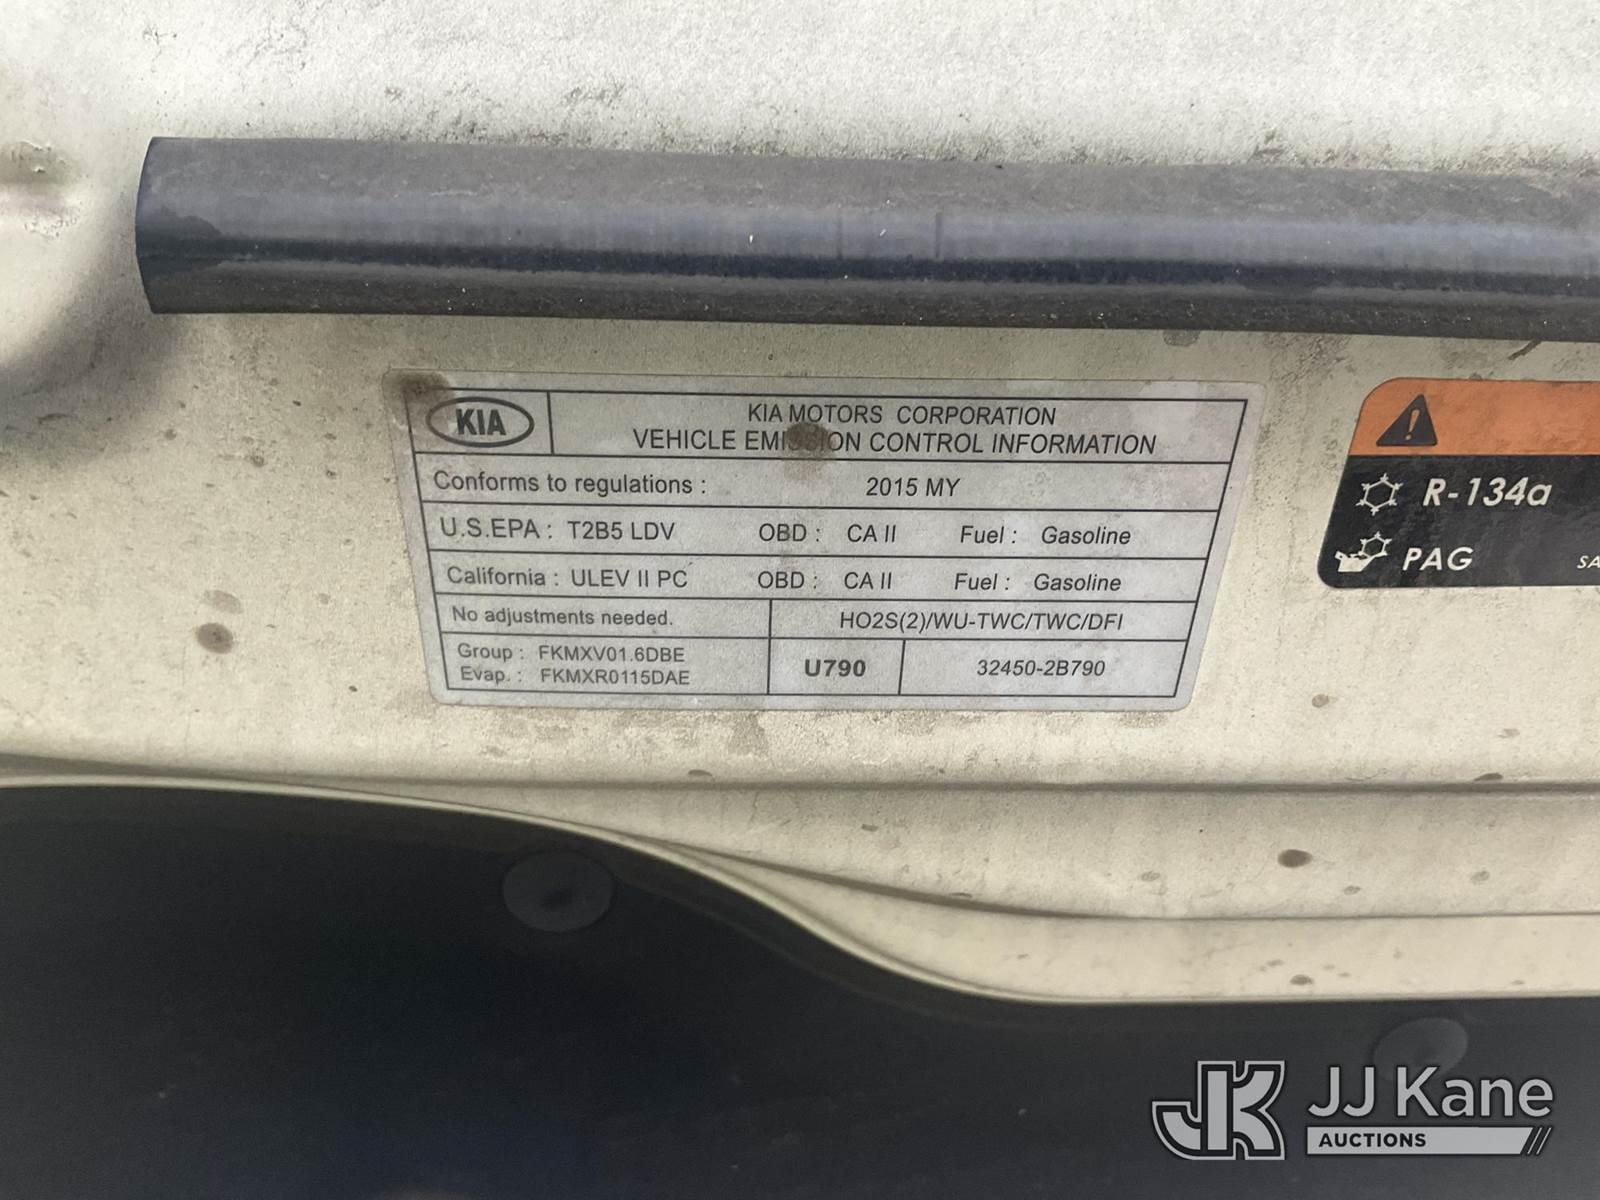 KIA
KIA MOTORS CORPORATION
VEHICLE EMISSION CONTROL INFORMATION
Conforms to regulations : 2015 MY
U.S.EPA : T2B5 LDV OBD : CA II Fuel : Gasoline
California : ULEV II PC OBD : CA II Fuel : Gasoline
No adjustments needed. HO2S(2)/WU-TWC/TWC/DFI
Group : FKMXV01.6DBE
Evap. : FKMXR0115DAE
U790 32450-2B790
R-134a
PAG SA
JK JJ Kane
AUCTIONS